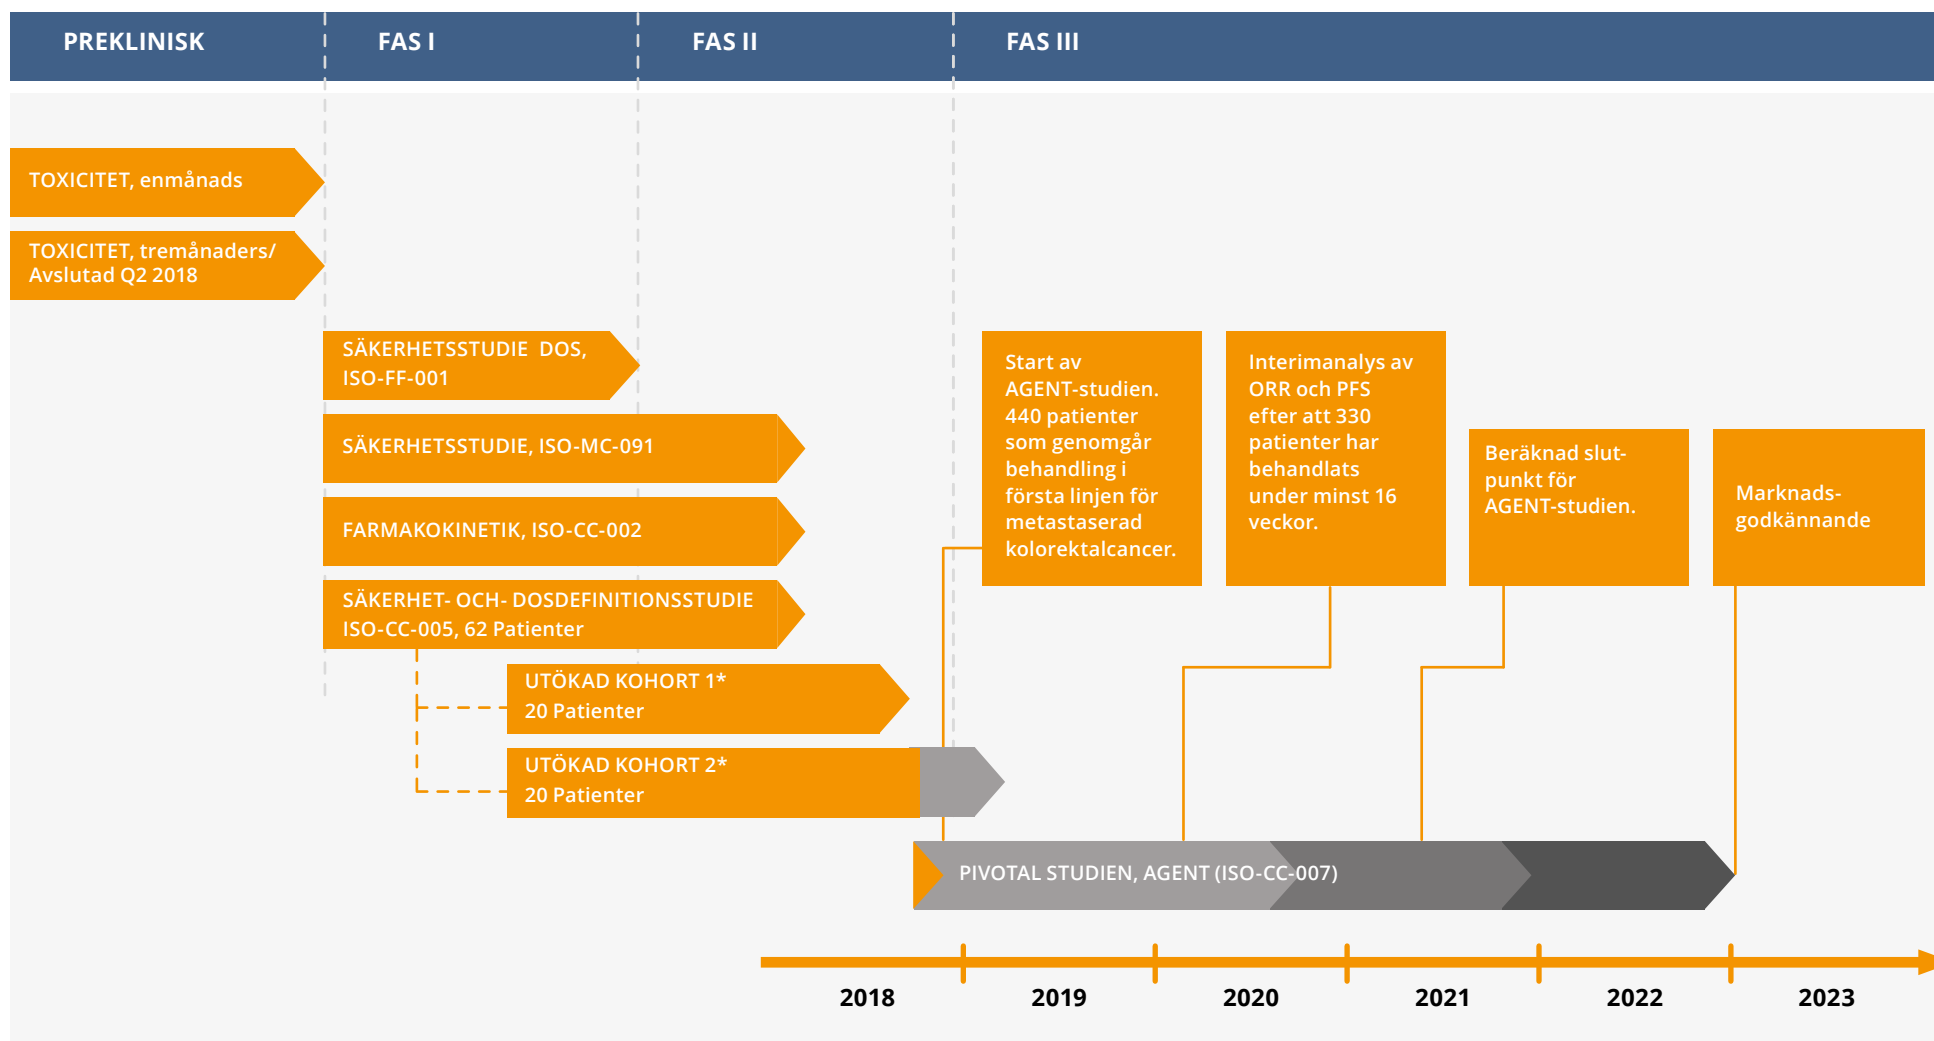 PREKLINISK
FAS I
FAS II
FAS III
TOXICITET, enmånads
TOXICITET, tremånaders/
Avslutad Q2 2018
SÄKERHETSSTUDIE  DOS,
ISO-FF-001
SÄKERHETSSTUDIE, ISO-MC-091
FARMAKOKINETIK, ISO-CC-002
SÄKERHET- OCH- DOSDEFINITIONSSTUDIE
ISO-CC-005, 62 Patienter
UTÖKAD KOHORT 1*
20 Patienter
UTÖKAD KOHORT 2*
20 Patienter
Start av
AGENT-studien.
440 patienter
som genomgår
behandling i
första linjen för
metastaserad
kolorektalcancer.
Interimanalys av
ORR och PFS
efter att 330
patienter har
behandlats
under minst 16
veckor.
Beräknad slut-
punkt för
AGENT-studien.
Marknads-
godkännande
PIVOTAL STUDIEN, AGENT (ISO-CC-007)
2018
2019
2020
2021
2022
2023